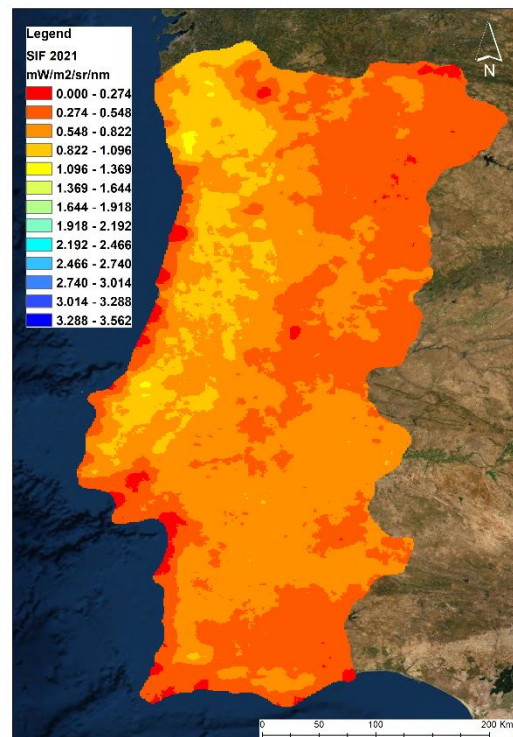 Legend
SIF 2021
mW/m2/sr/nm
0.000 - 0.274
0.274 - 0.548
0.548 - 0.822
0.822 - 1.096
1.096 - 1.369
1.369 - 1.644
1.644 - 1.918
1.918 - 2.192
2.192 - 2.466
2.466 - 2.740
2.740 - 3.014
3.014 - 3.288
3.288 - 3.562
N
0 50 100 200 Km